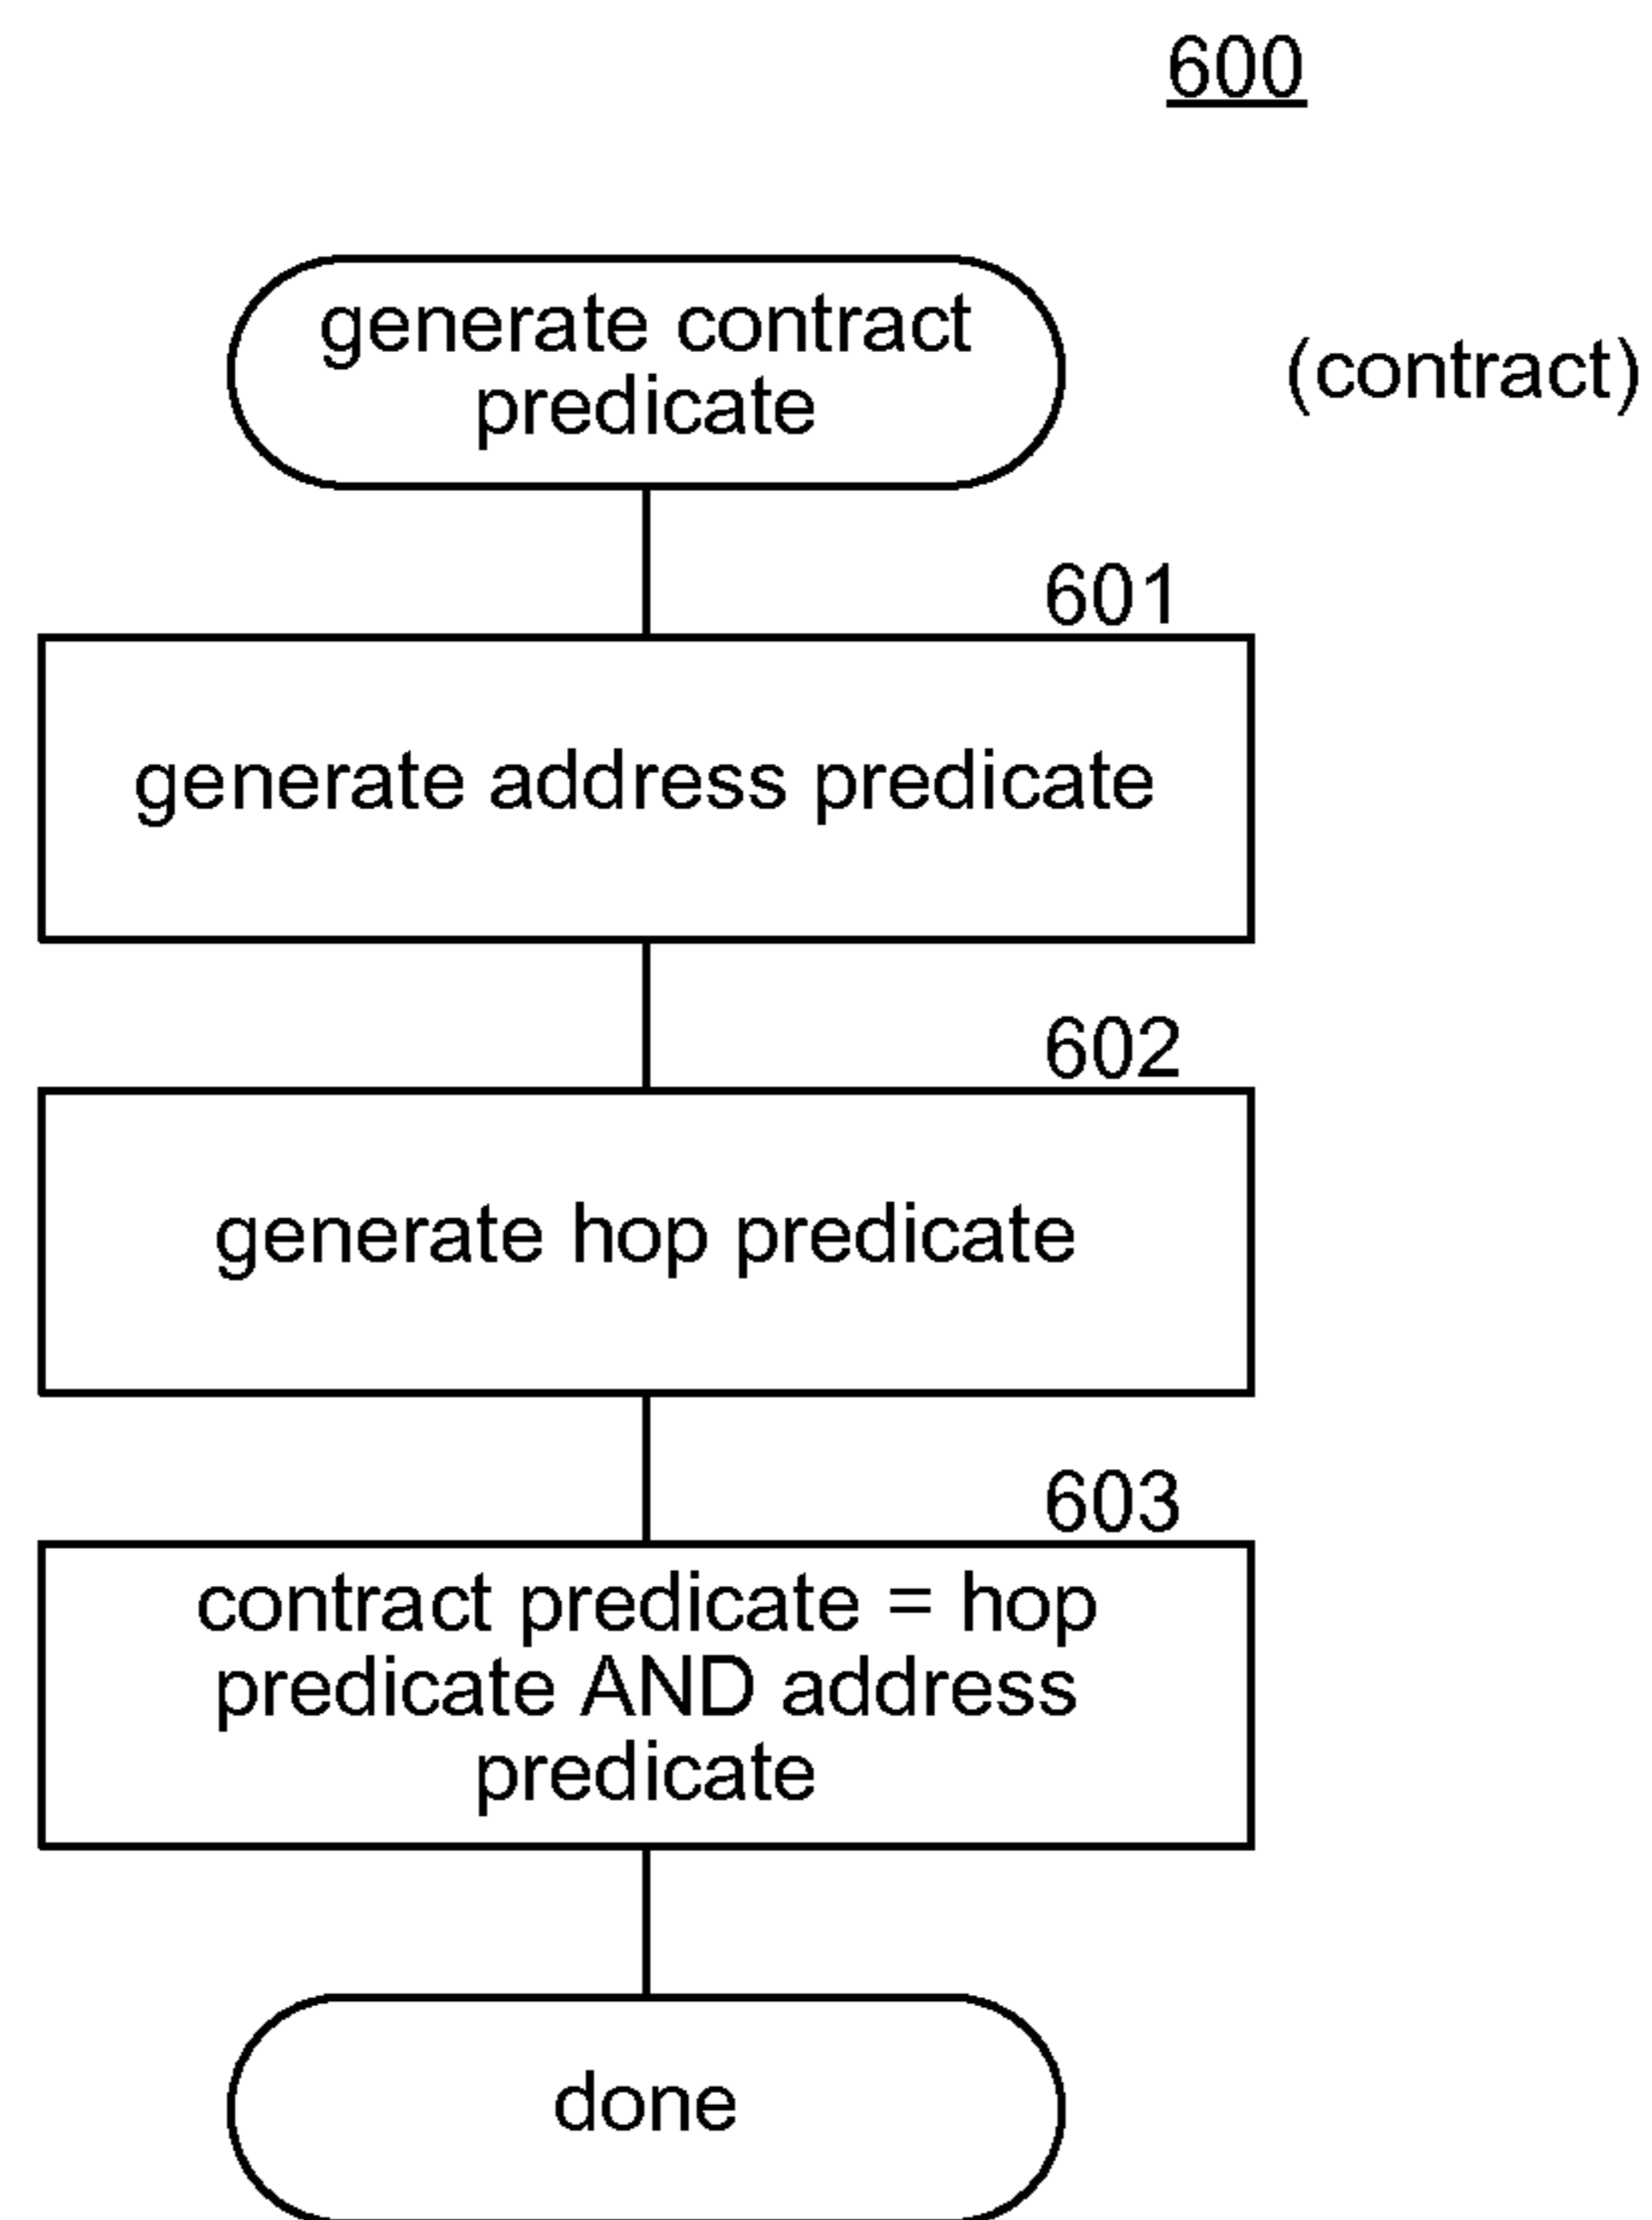 600
generate contract
predicate
(contract)
601
generate address predicate
602
generate hop predicate
603
contract predicate = hop
predicate AND address
predicate
done